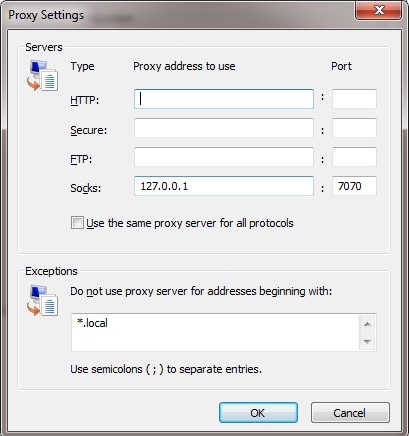 Proxy Settings
Servers
Type Proxy address to use Port
HTTP: :
Secure: :
FTP: :
Socks: 127.0.0.1 : 7070
Use the same proxy server for all protocols
Exceptions
Do not use proxy server for addresses beginning with:
*.local
Use semicolons ( ; ) to separate entries.
OK Cancel